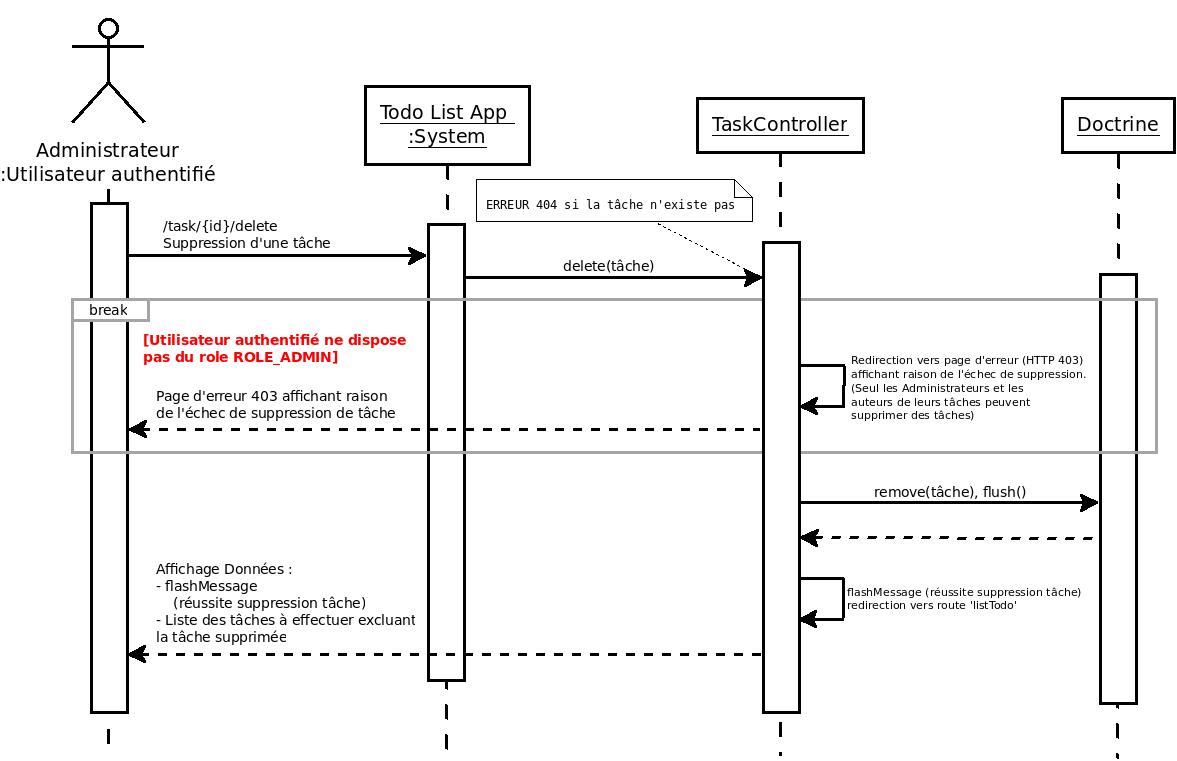 Administrateur
:Utilisateur authentifié
Todo List App
:System
TaskController
Doctrine
ERREUR 404 si la tâche n'existe pas
/task/{id}/delete
Suppression d'une tâche
delete(tâche)
break
[Utilisateur authentifié ne dispose
pas du role ROLE_ADMIN]
Redirection vers page d'erreur (HTTP 403)
affichant raison de l'échec de suppression.
(Seul les Administrateurs et les
auteurs de leurs tâches peuvent
supprimer des tâches)
Page d'erreur 403 affichant raison
de l'échec de suppression de tâche
remove(tâche), flush()
Affichage Données :
- flashMessage
(réussite suppression tâche)
- Liste des tâches à effectuer excluant
la tâche supprimée
flashMessage (réussite suppression tâche)
redirection vers route 'listTodo'